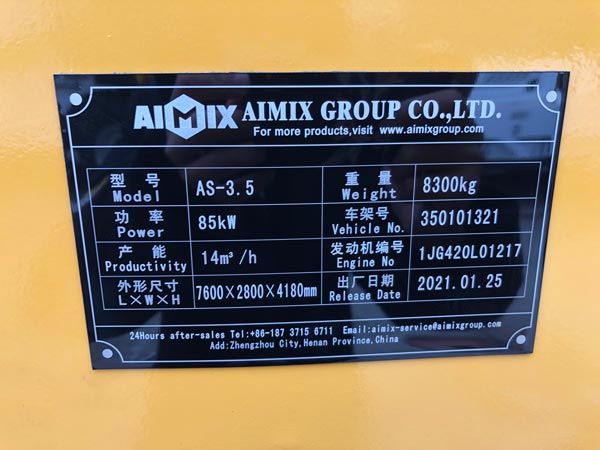 AIMIX AIMIX GROUP CO.,LTD.
For more products,visit www.aimixgroup.com
型号 AS-3.5 重量 8300kg
Model Weight
功率 85kW 车架号 350101321
Power Vehicle No.
产能 14m³/h 发动机编号 1JG420L01217
Productivity Engine No
外形尺寸 7600×2800×4180mm 出厂日期 2021.01.25
L×W×H Release Date
24Hours after-sales Tel:+86-187 3715 6711 Email:aimix-service@aimixgroup.com
Add:Zhengzhou City,Henan Province,China